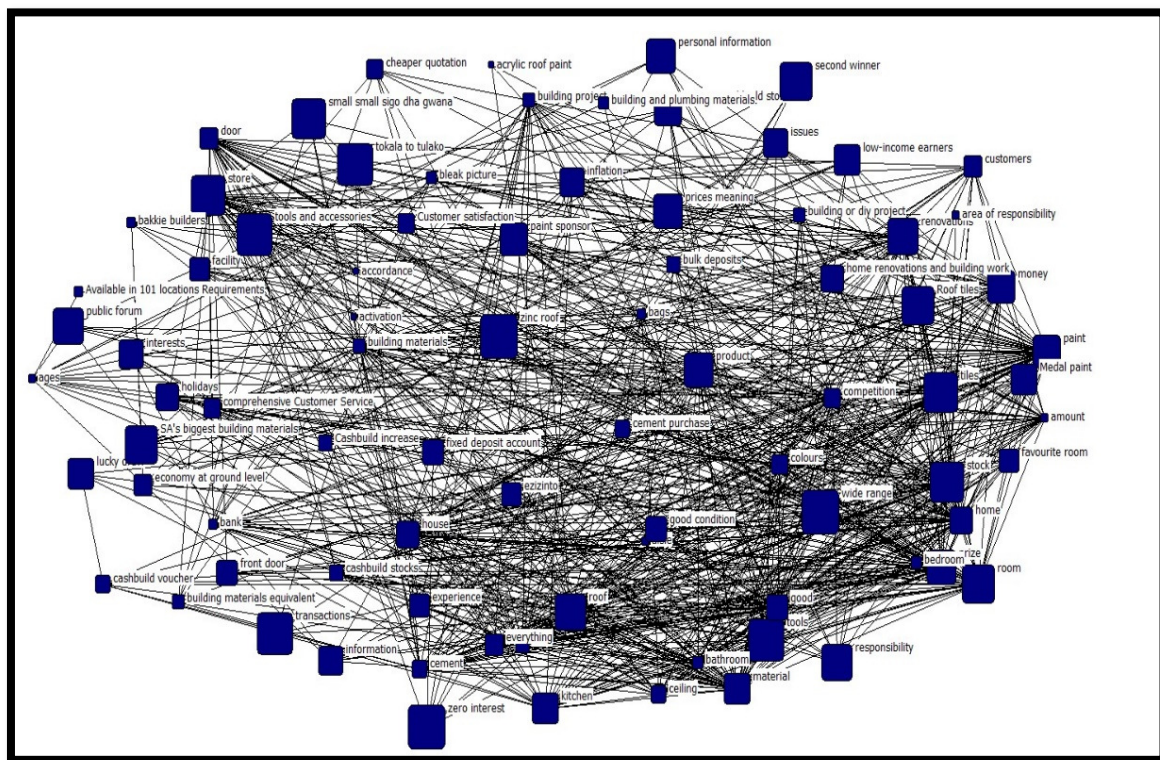 personal information
cheaper quotation
acrylic roof paint
second winner
building project
building and plumbing materials
small small sigo dha gwana
door
issues
tokala to tulako
low-income earners
customers
inflation
bleak picture
store
prices meaning
tools and accessories
Customer satisfaction
building or diy project
area of responsibility
bakkie builders
paint sponsor
renovations
facility
accordance
bulk deposits
home renovations and building work
money
Available in 101 locations Requirements
Roof tiles
public forum
activation
zinc roof
bags
interests
building materials
paint
product
Medal paint
ages
tiles
holidays
competition
comprehensive Customer Service
amount
SA's biggest building materials
cement purchase
Cashbuild increase
fixed deposit account
favourite room
lucky
colours
stock
economy at ground level
ezizinto
wide range
bank
house
good condition
home
bedroom
room
front door
cashbuild stocks
cashbuild voucher
building materials equivalent
experience
roof
good
transactions
tools
everything
information
cement
bathroom
responsibility
material
kitchen
ceiling
zero interest